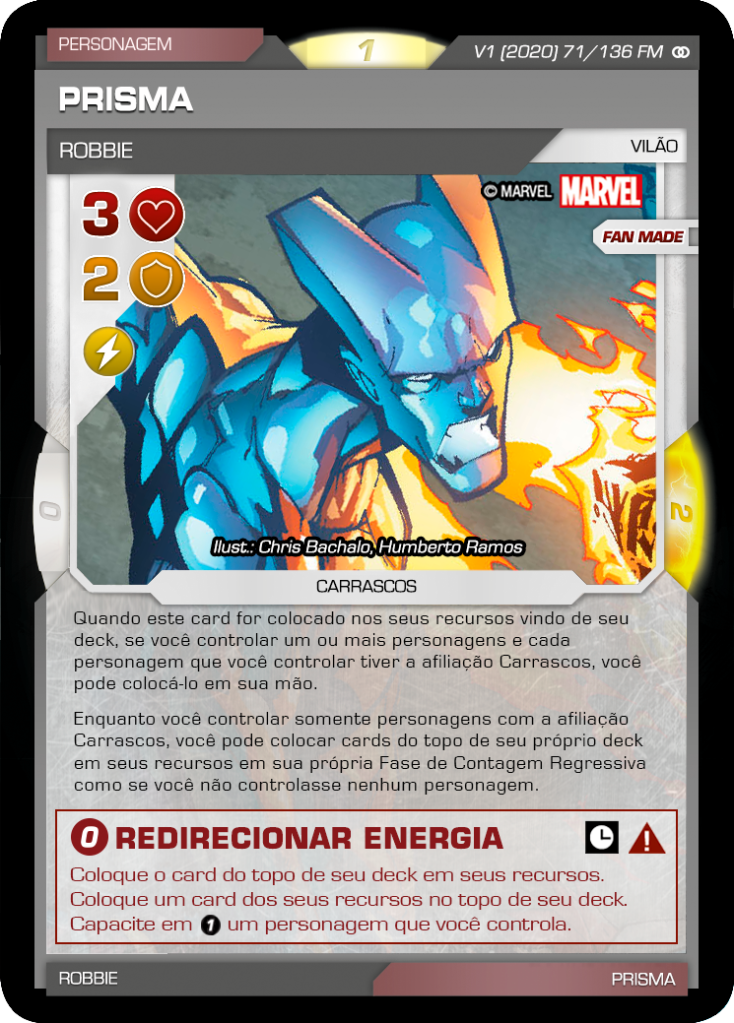 PERSONAGEM
1
V1 (2020) 71/136 FM
PRISMA
ROBBIE
VILÃO
© MARVEL MARVEL
3
FAN MADE
2
0
2
Ilust.: Chris Bachalo, Humberto Ramos
CARRASCOS
Quando este card for colocado nos seus recursos vindo de seu
deck, se você controlar um ou mais personagens e cada
personagem que você controlar tiver a afiliação Carrascos, você
pode colocá-lo em sua mão.
Enquanto você controlar somente personagens com a afiliação
Carrascos, você pode colocar cards do topo de seu próprio deck
em seus recursos em sua própria Fase de Contagem Regressiva
como se você não controlasse nenhum personagem.
0 REDIRECIONAR ENERGIA
Coloque o card do topo de seu deck em seus recursos.
Coloque um card dos seus recursos no topo de seu deck.
Capacite em 1 um personagem que você controla.
ROBBIE
PRISMA